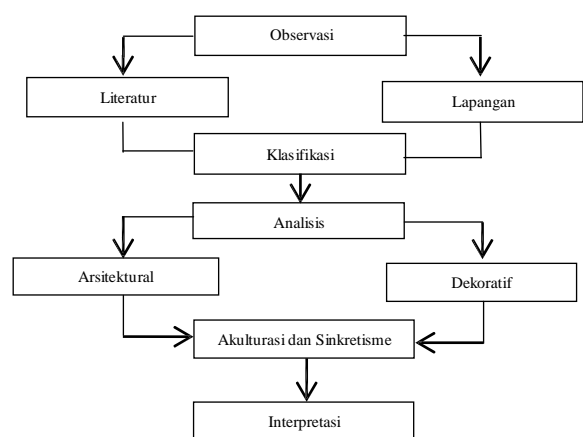 Observasi
Literatur
Lapangan
Klasifikasi
Analisis
Arsitektural
Dekoratif
Akulturasi dan Sinkretisme
Interpretasi